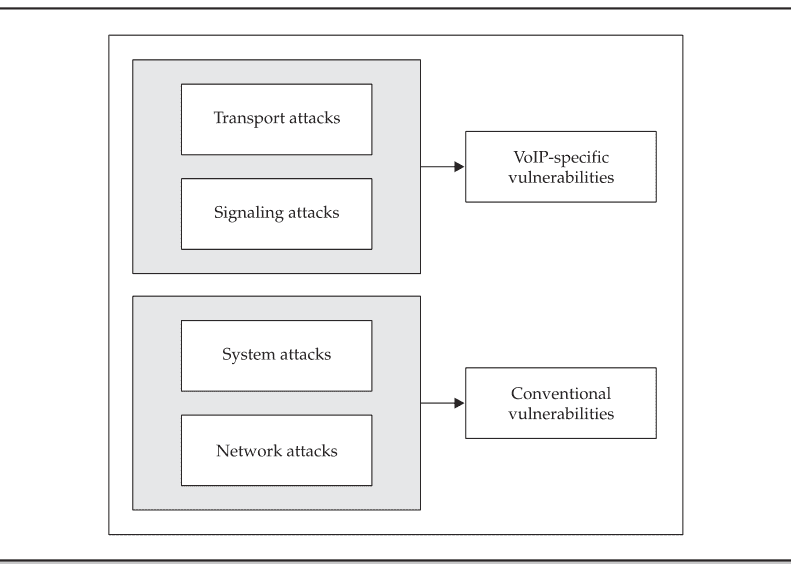 Transport attacks
Signaling attacks
VoIP-specific
vulnerabilities
System attacks
Network attacks
Conventional
vulnerabilities